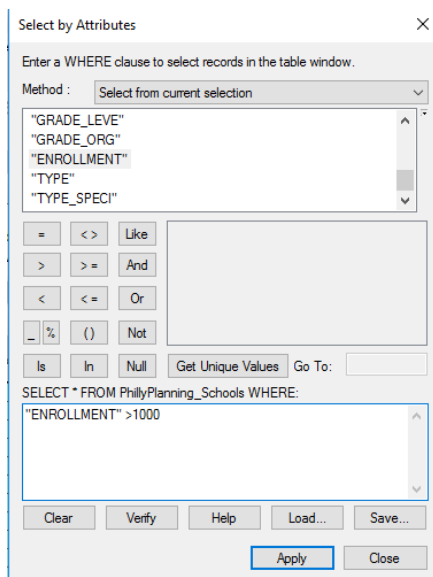 Select by Attributes
Enter a WHERE clause to select records in the table window.
Method : Select from current selection
"GRADE_LEVE"
"GRADE_ORG"
"ENROLLMENT"
"TYPE"
"TYPE_SPECI"
= < > Like
> > = And
< < = Or
_ % () Not
Is In Null Get Unique Values Go To:
SELECT * FROM PhillyPlanning_Schools WHERE:
"ENROLLMENT" >1000
Clear Verify Help Load... Save...
Apply Close